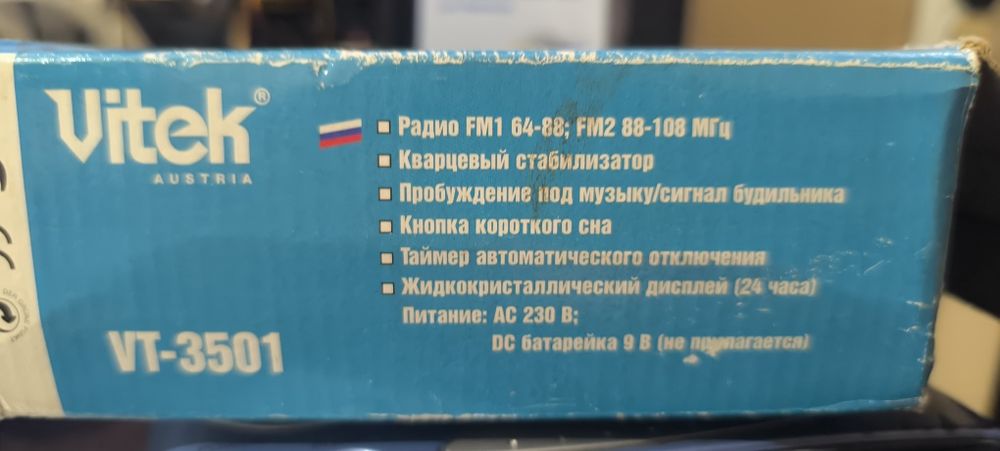 Vitek®
AUSTRIA
Радио FM1 64-88; FM2 88-108 МГц
Кварцевый стабилизатор
Пробуждение под музыку/сигнал будильника
Кнопка короткого сна
Таймер автоматического отключения
Жидкокристаллический дисплей (24 часа)
Питание: AC 230 В;
DC батарейка 9 В (не прилагается)
VT-3501